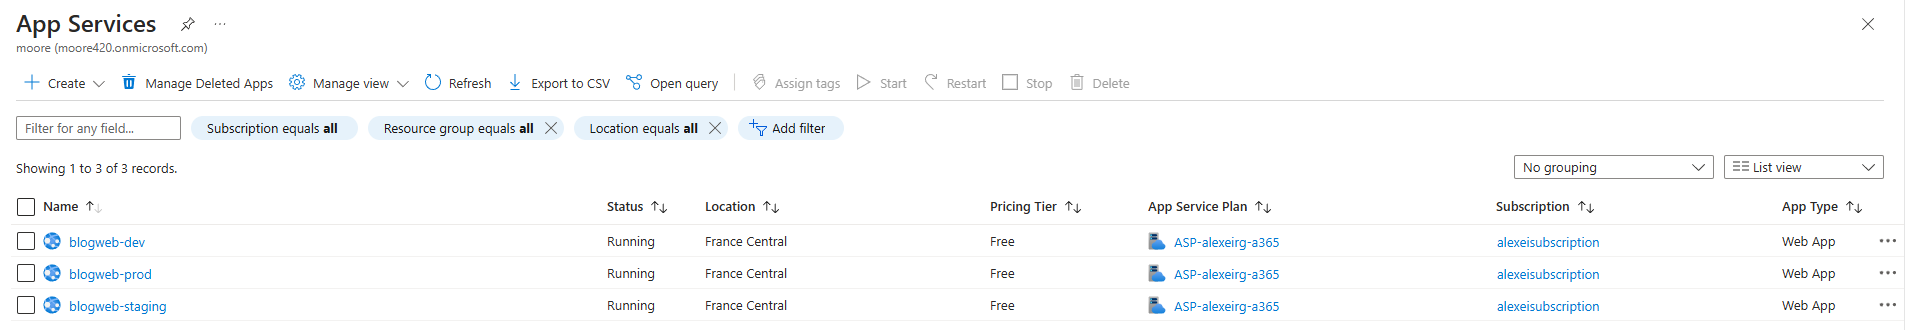 App Services
moore (moore420.onmicrosoft.com)
Create Manage Deleted Apps Manage view Refresh Export to CSV Open query Assign tags Start Restart Stop Delete
Filter for any field... Subscription equals all Resource group equals all Location equals all Add filter
Showing 1 to 3 of 3 records. No grouping List view
Name Status Location Pricing Tier App Service Plan Subscription App Type
blogweb-dev Running France Central Free ASP-alexeirg-a365 alexeisubscription Web App
blogweb-prod Running France Central Free ASP-alexeirg-a365 alexeisubscription Web App
blogweb-staging Running France Central Free ASP-alexeirg-a365 alexeisubscription Web App